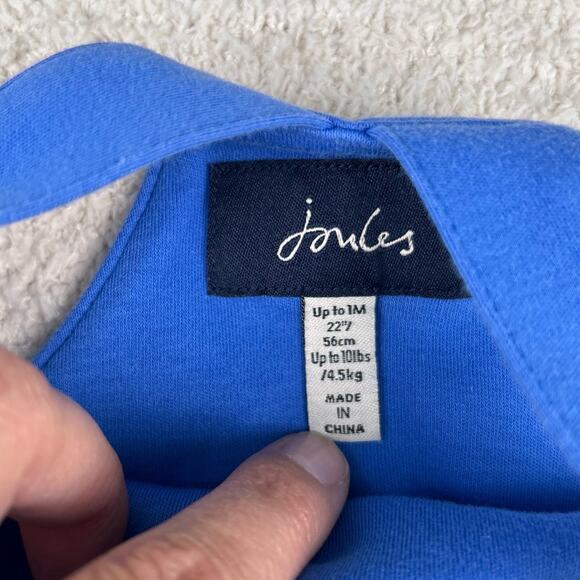 joules
Up to 1M
22"/
56cm
Up to 10lbs
/4.5kg
MADE
IN
CHINA